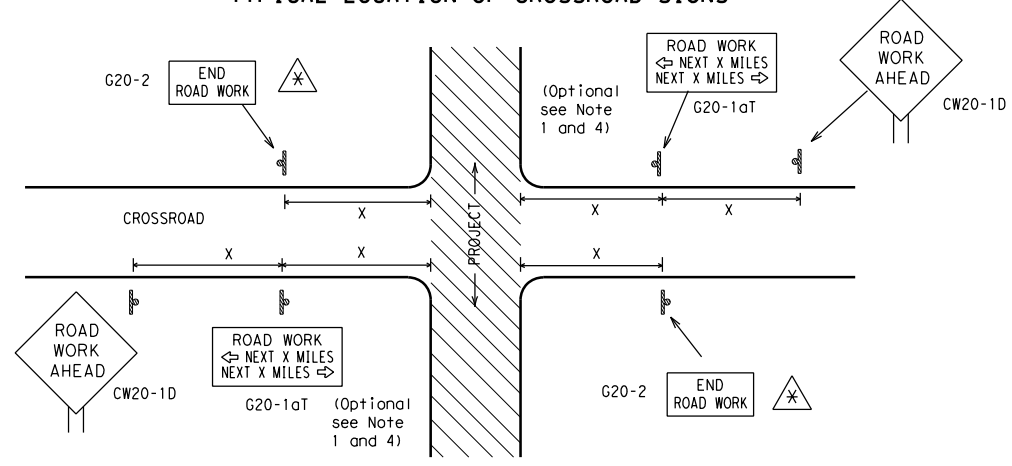 TYPICAL LOCATION OF CROSSROAD SIGNS
ROAD
WORK
AHEAD
CW20-1D
ROAD WORK
⇦ NEXT X MILES
NEXT X MILES ⇨
G20-1aT
(Optional
see Note
1 and 4)
END
ROAD WORK
G20-2
*
X
X
X
CROSSROAD
PROJECT
X
X
X
ROAD
WORK
AHEAD
CW20-1D
ROAD WORK
⇦ NEXT X MILES
NEXT X MILES ⇨
G20-1aT
(Optional
see Note
1 and 4)
G20-2
END
ROAD WORK
*